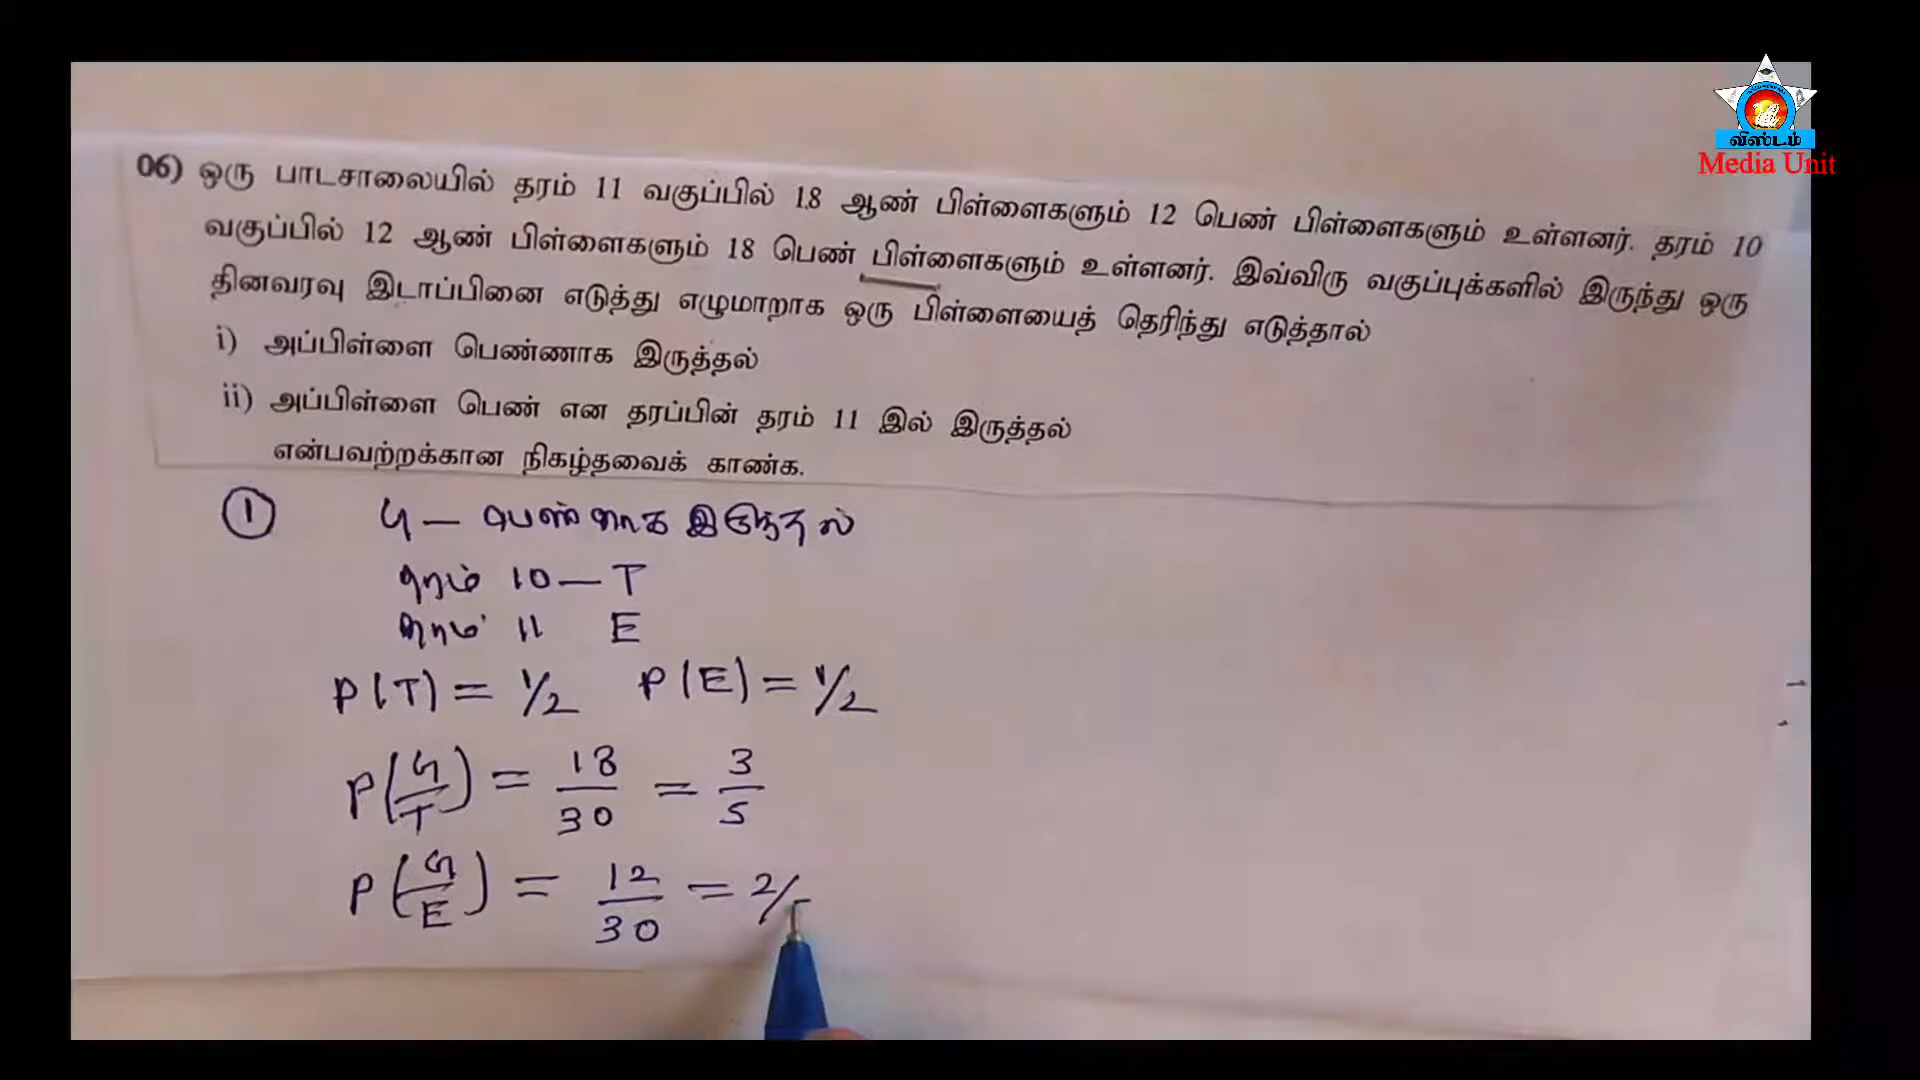 06) ஒரு பாடசாலையில் தரம் 11 வகுப்பில் 18 ஆண் பிள்ளைகளும் 12 பெண் பிள்ளைகளும் உள்ளனர். தரம் 10
வகுப்பில் 12 ஆண் பிள்ளைகளும் 18 பெண் பிள்ளைகளும் உள்ளனர். இவ்விரு வகுப்புக்களில் இருந்து ஒரு
தினவரவு இடாப்பினை எடுத்து எழுமாறாக ஒரு பிள்ளையைத் தெரிந்து எடுத்தால்
i) அப்பிள்ளை பெண்ணாக இருத்தல்
ii) அப்பிள்ளை பெண் என தரப்பின் தரம் 11 இல் இருத்தல்
என்பவற்றக்கான நிகழ்தவைக் காண்க.
விஸ்டம்
Media Unit
1 G — பெண்ணாக இருத்தல்
தரம் 10 — T
தரம் 11 E
P(T) = 1/2 P(E) = 1/2
P(G/T) = 18/30 = 3/5
P(G/E) = 12/30 = 2/